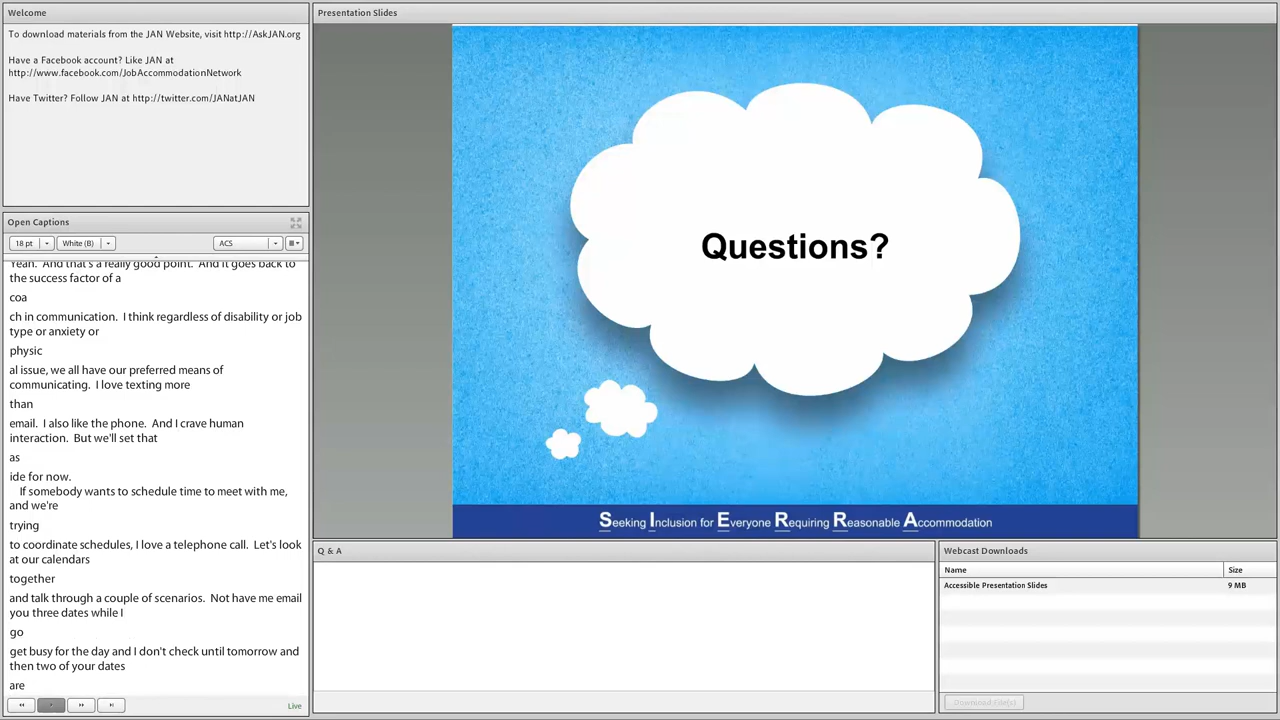 Welcome
To download materials from the JAN Website, visit http://AskJAN.org
Have a Facebook account? Like JAN at
http://www.facebook.com/JobAccommodationNetwork
Have Twitter? Follow JAN at http://twitter.com/JANatJAN
Open Captions
18 pt
White (B)
ACS
Yeah. And that's a really good point. And it goes back to
the success factor of a
coa
ch in communication. I think regardless of disability or job
type or anxiety or
physic
al issue, we all have our preferred means of
communicating. I love texting more
than
email. I also like the phone. And I crave human
interaction. But we'll set that
as
ide for now.
If somebody wants to schedule time to meet with me,
and we're
trying
to coordinate schedules, I love a telephone call. Let's look
at our calendars
together
and talk through a couple of scenarios. Not have me email
you three dates while I
go
get busy for the day and I don't check until tomorrow and
then two of your dates
are
Live
Presentation Slides
Questions?
Seeking Inclusion for Everyone Requiring Reasonable Accommodation
Q & A
Webcast Downloads
Name
Size
Accessible Presentation Slides
9 MB
Download File(s)